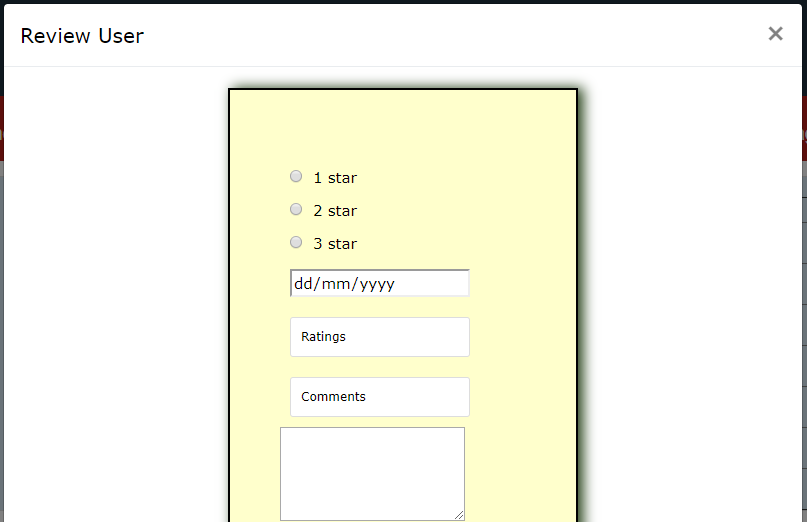 Review User
×
1 star
2 star
3 star
dd/mm/yyyy
Ratings
Comments